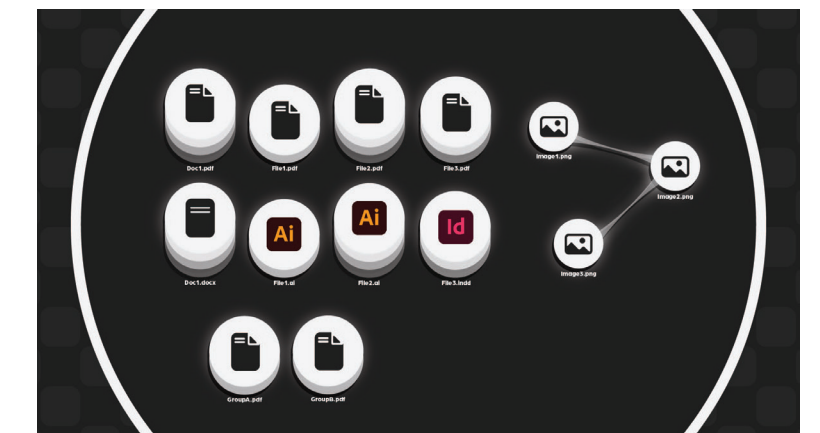 Doc1.pdf
File1.pdf
File2.pdf
File3.pdf
Image1.png
Image2.png
Ai
Ai
Id
Doc1.docx
File1.ai
File2.ai
File3.indd
Image3.png
GroupA.pdf
GroupB.pdf